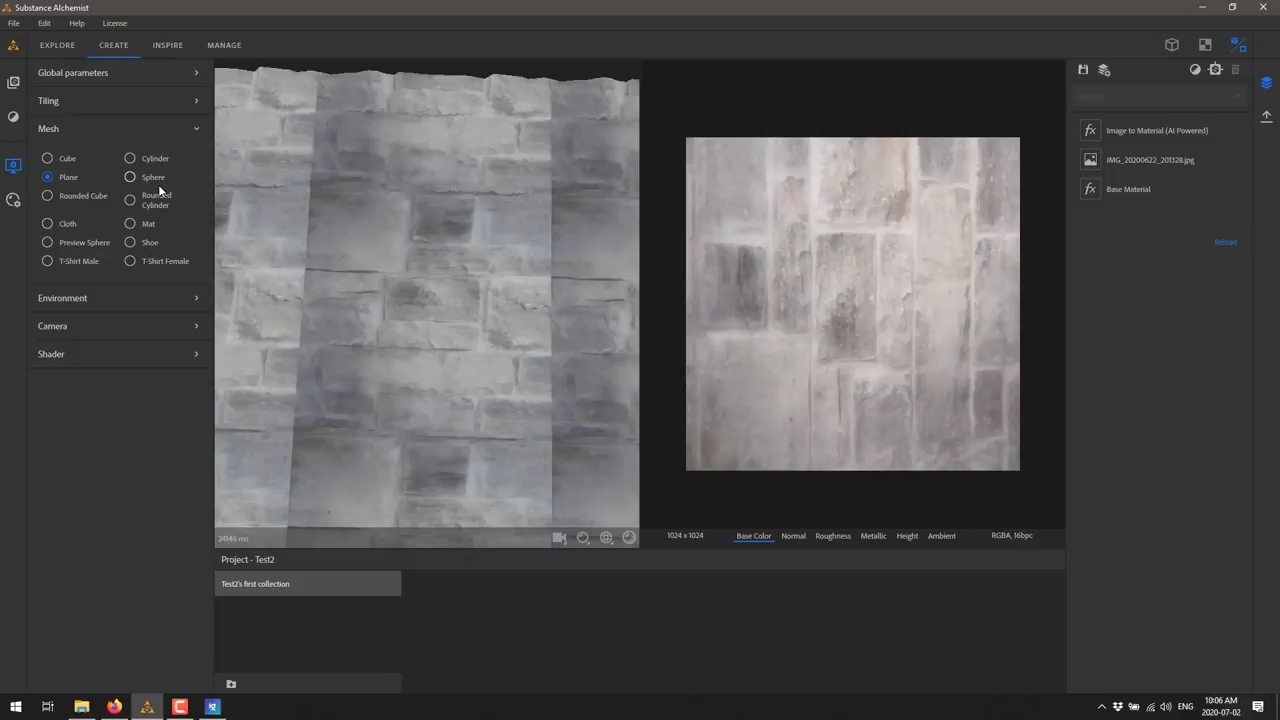 Substance Alchemist
File Edit Help License
EXPLORE CREATE INSPIRE MANAGE
Global parameters
Tiling
Mesh
Cube Cylinder
Plane Sphere
Rounded Cube Rounded
Cylinder
Cloth Mat
Preview Sphere Shoe
T-Shirt Male T-Shirt Female
Environment
Camera
Shader
24146 ms
1024 x 1024 Base Color Normal Roughness Metallic Height Ambient RGBA, 16bpc
fx Image to Material (AI Powered)
IMG_20200622_201328.jpg
fx Base Material
Reload
Project - Test2
Test2's first collection
ENG
10:06 AM
2020-07-02